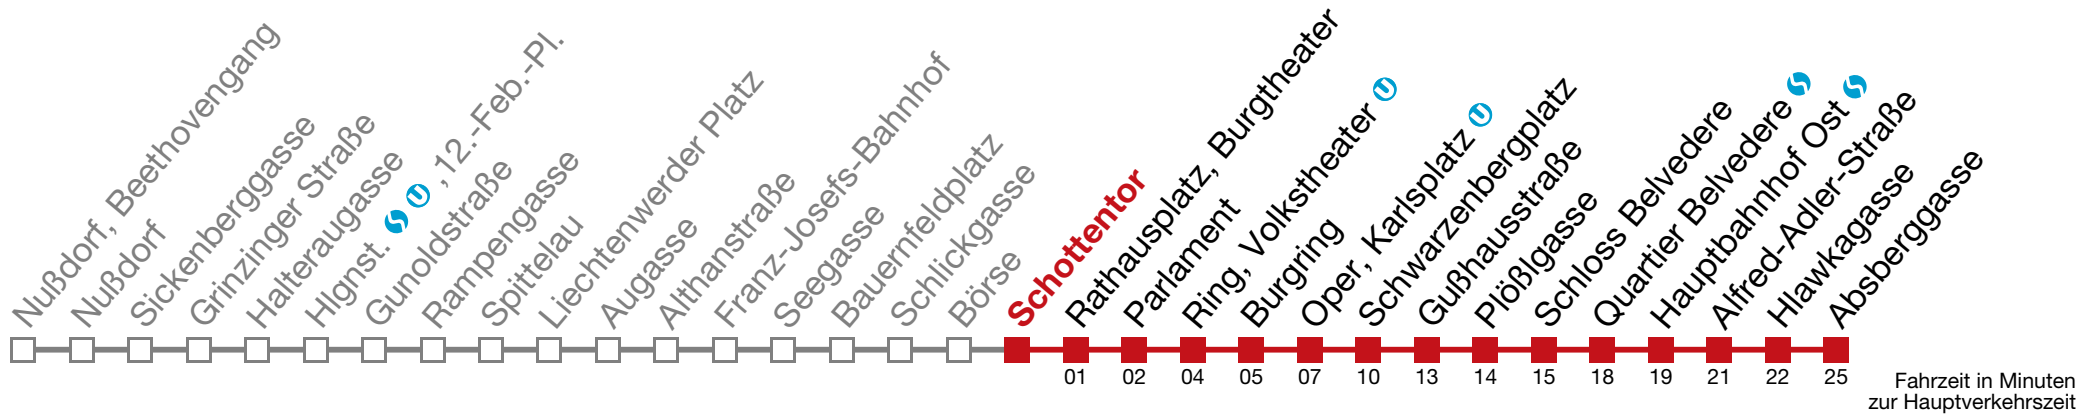 Nußdorf, Beethovengang
Nußdorf
Sickenberggasse
Grinzinger Straße
Halteraugasse
Hlgnst. S U , 12.-Feb.-Pl.
Gunoldstraße
Rampengasse
Spittelau
Liechtenwerder Platz
Augasse
Althanstraße
Franz-Josefs-Bahnhof
Seegasse
Bauernfeldplatz
Schlickgasse
Börse
Schottentor
Rathausplatz, Burgtheater
Parlament
Ring, Volkstheater U
Burgring
Oper, Karlsplatz U
Schwarzenbergplatz
Gußhausstraße
Plößlgasse
Schloss Belvedere
Quartier Belvedere S
Hauptbahnhof Ost S
Alfred-Adler-Straße
Hlawkagasse
Absberggasse
01 02 04 05 07 10 13 14 15 18 19 21 22 25
Fahrzeit in Minuten
zur Hauptverkehrszeit